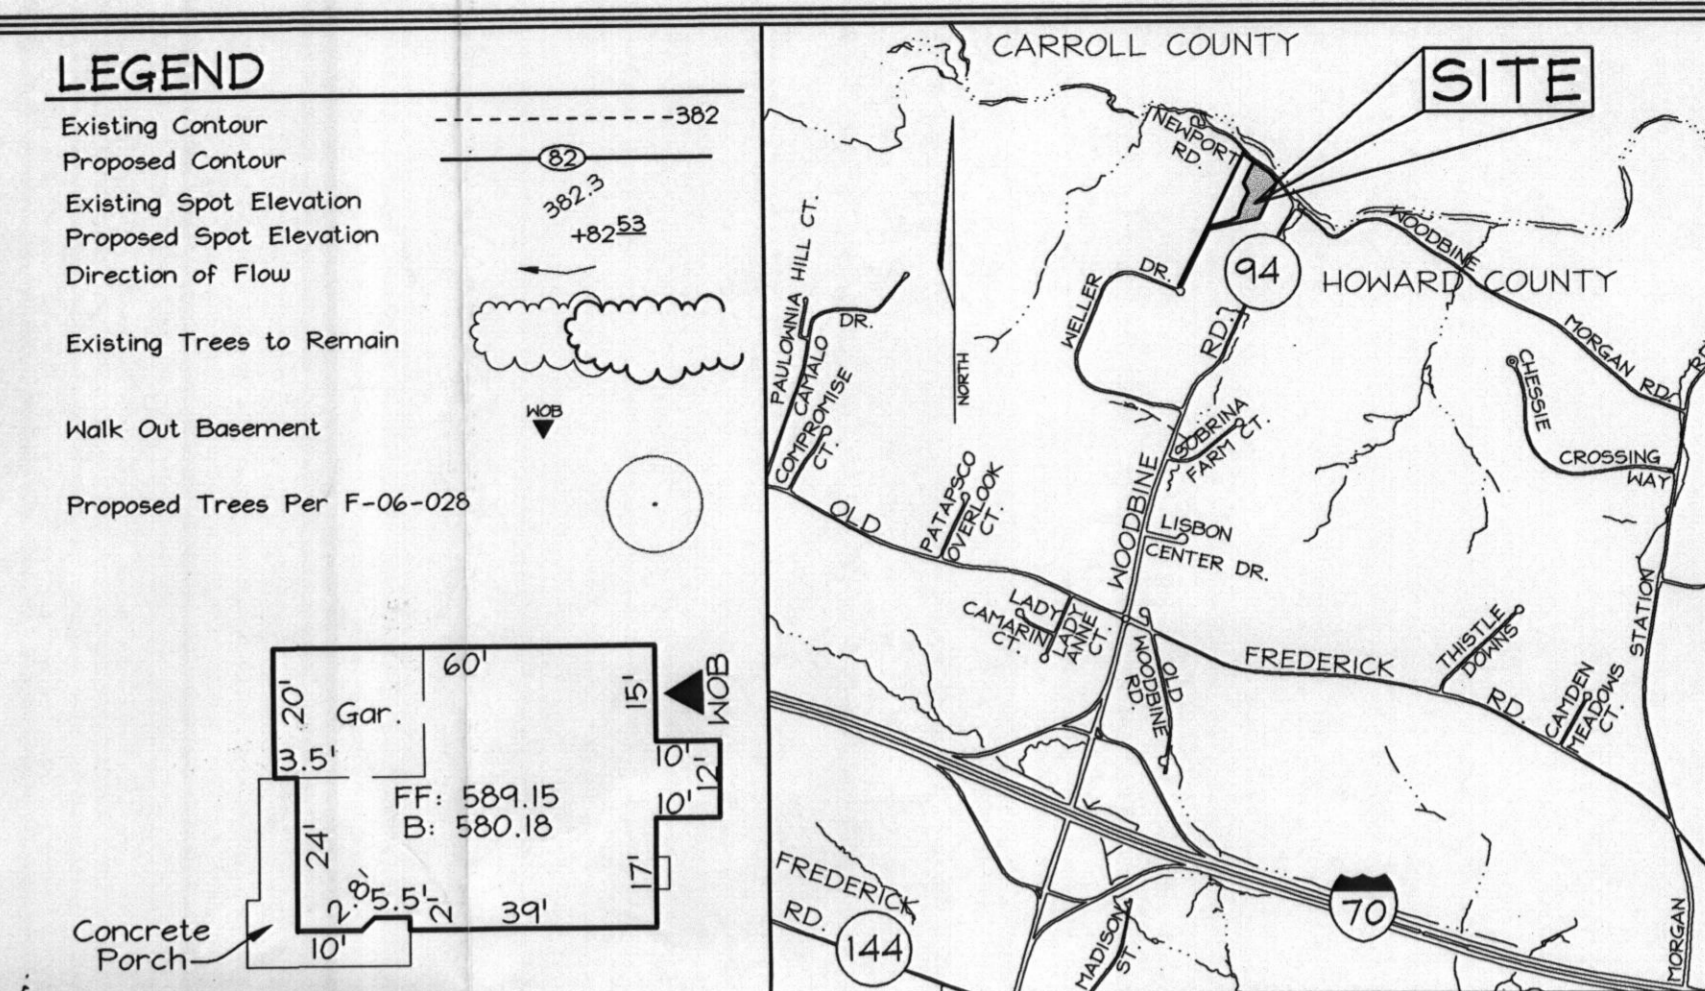 LEGEND
Existing Contour
382
Proposed Contour
82
Existing Spot Elevation
382.3
Proposed Spot Elevation
+82 53
Direction of Flow
Existing Trees to Remain
Walk Out Basement
WOB
Proposed Trees Per F-06-028
60'
20'
Gar.
15'
WOB
3.5'
10'
12'
10'
FF: 589.15
B: 580.18
24'
17'
2.8'
5.5'
2'
39'
10'
Concrete
Porch
CARROLL COUNTY
SITE
NEWPORT
RD.
WOODBINE
94
HOWARD COUNTY
PAULOWNIA HILL CT.
DR.
WELLER
DR.
RD.
MORGAN RD.
CAMALO
COMPROMISE
CT.
NORTH
CHESSIE
CROSSING
WAY
SOBRINA
FARM CT.
OLD
PATAPSCO
OVERLOOK
CT.
WOODBINE
LISBON
CENTER DR.
LADY
CAMARIN
CT.
LADY
ANNE
CT.
OLD
WOODBINE
RD.
FREDERICK
RD.
THISTLE
DOWNS
STATION
CAMDEN
MEADOWS
CT.
FREDERICK
RD.
144
MADISON
ST
70
MORGAN